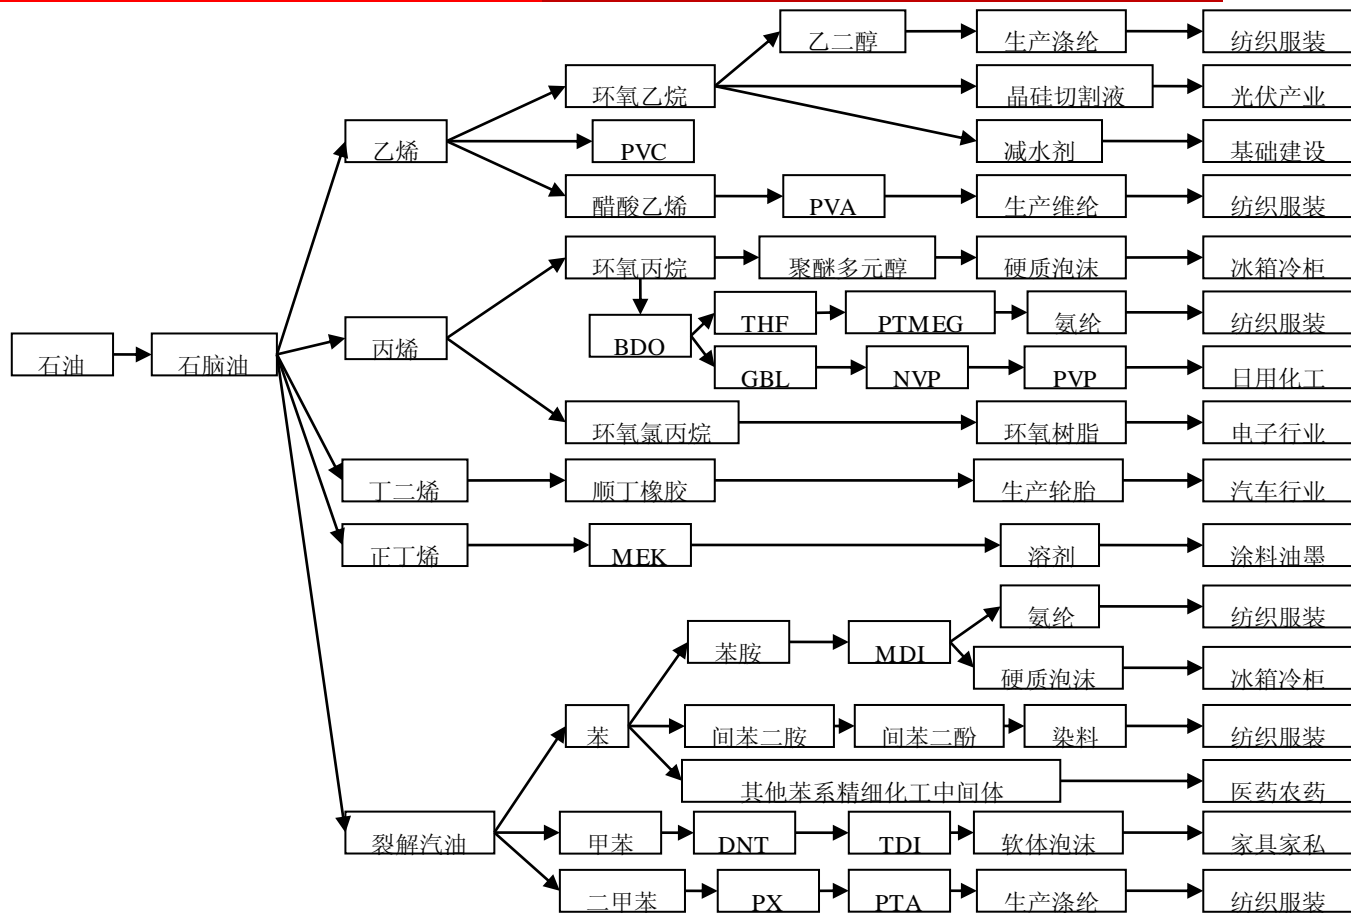 乙二醇
生产涤纶
纺织服装
环氧乙烷
晶硅切割液
光伏产业
乙烯
PVC
减水剂
基础建设
醋酸乙烯
PVA
生产维纶
纺织服装
环氧丙烷
聚醚多元醇
硬质泡沫
冰箱冷柜
THF
PTMEG
氨纶
纺织服装
石油
石脑油
丙烯
BDO
GBL
NVP
PVP
日用化工
环氧氯丙烷
环氧树脂
电子行业
丁二烯
顺丁橡胶
生产轮胎
汽车行业
正丁烯
MEK
溶剂
涂料油墨
氨纶
纺织服装
苯胺
MDI
硬质泡沫
冰箱冷柜
苯
间苯二胺
间苯二酚
染料
纺织服装
其他苯系精细化工中间体
医药农药
裂解汽油
甲苯
DNT
TDI
软体泡沫
家具家私
二甲苯
PX
PTA
生产涤纶
纺织服装